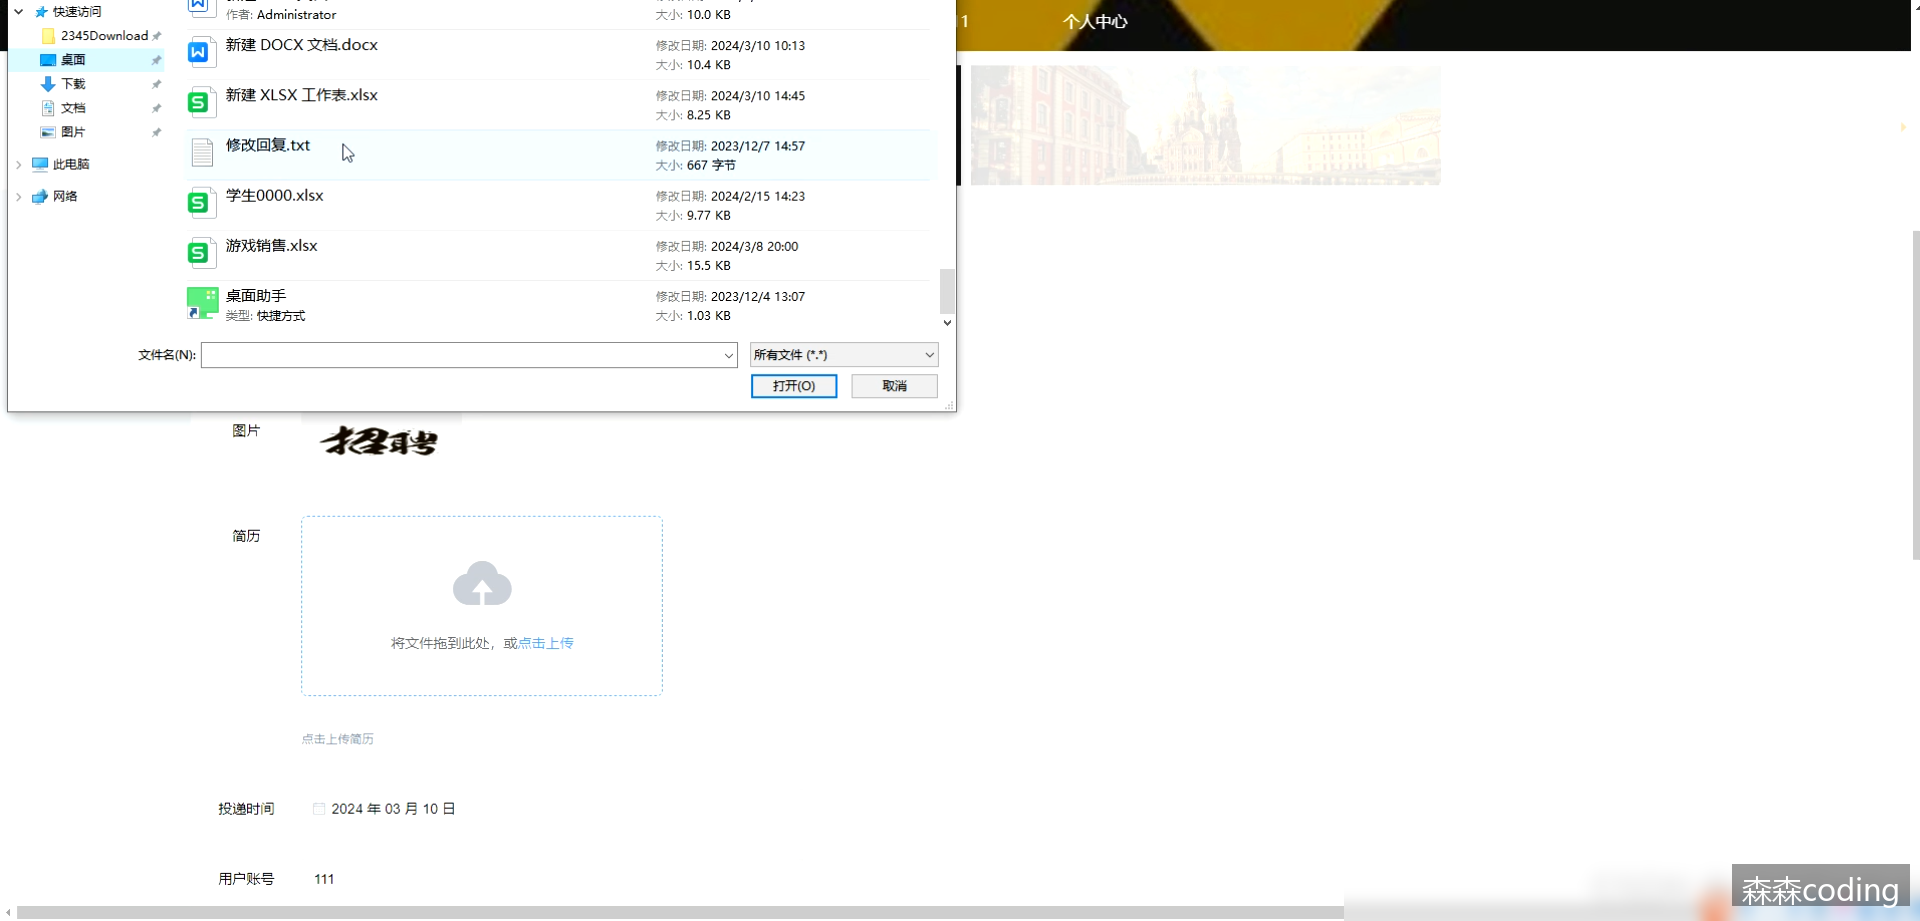 快速访问
作者: Administrator
大小: 10.0 KB
11
个人中心
2345Download
新建 DOCX 文档.docx
修改日期: 2024/3/10 10:13
桌面
大小: 10.4 KB
下载
新建 XLSX 工作表.xlsx
修改日期: 2024/3/10 14:45
文档
大小: 8.25 KB
图片
修改回复.txt
修改日期: 2023/12/7 14:57
此电脑
大小: 667 字节
网络
学生0000.xlsx
修改日期: 2024/2/15 14:23
大小: 9.77 KB
游戏销售.xlsx
修改日期: 2024/3/8 20:00
大小: 15.5 KB
桌面助手
修改日期: 2023/12/4 13:07
类型: 快捷方式
大小: 1.03 KB
文件名(N):
所有文件 (*.*)
打开(O)
取消
图片
招聘
简历
将文件拖到此处，或点击上传
点击上传简历
投递时间
2024 年 03 月 10 日
用户账号
111
森森coding